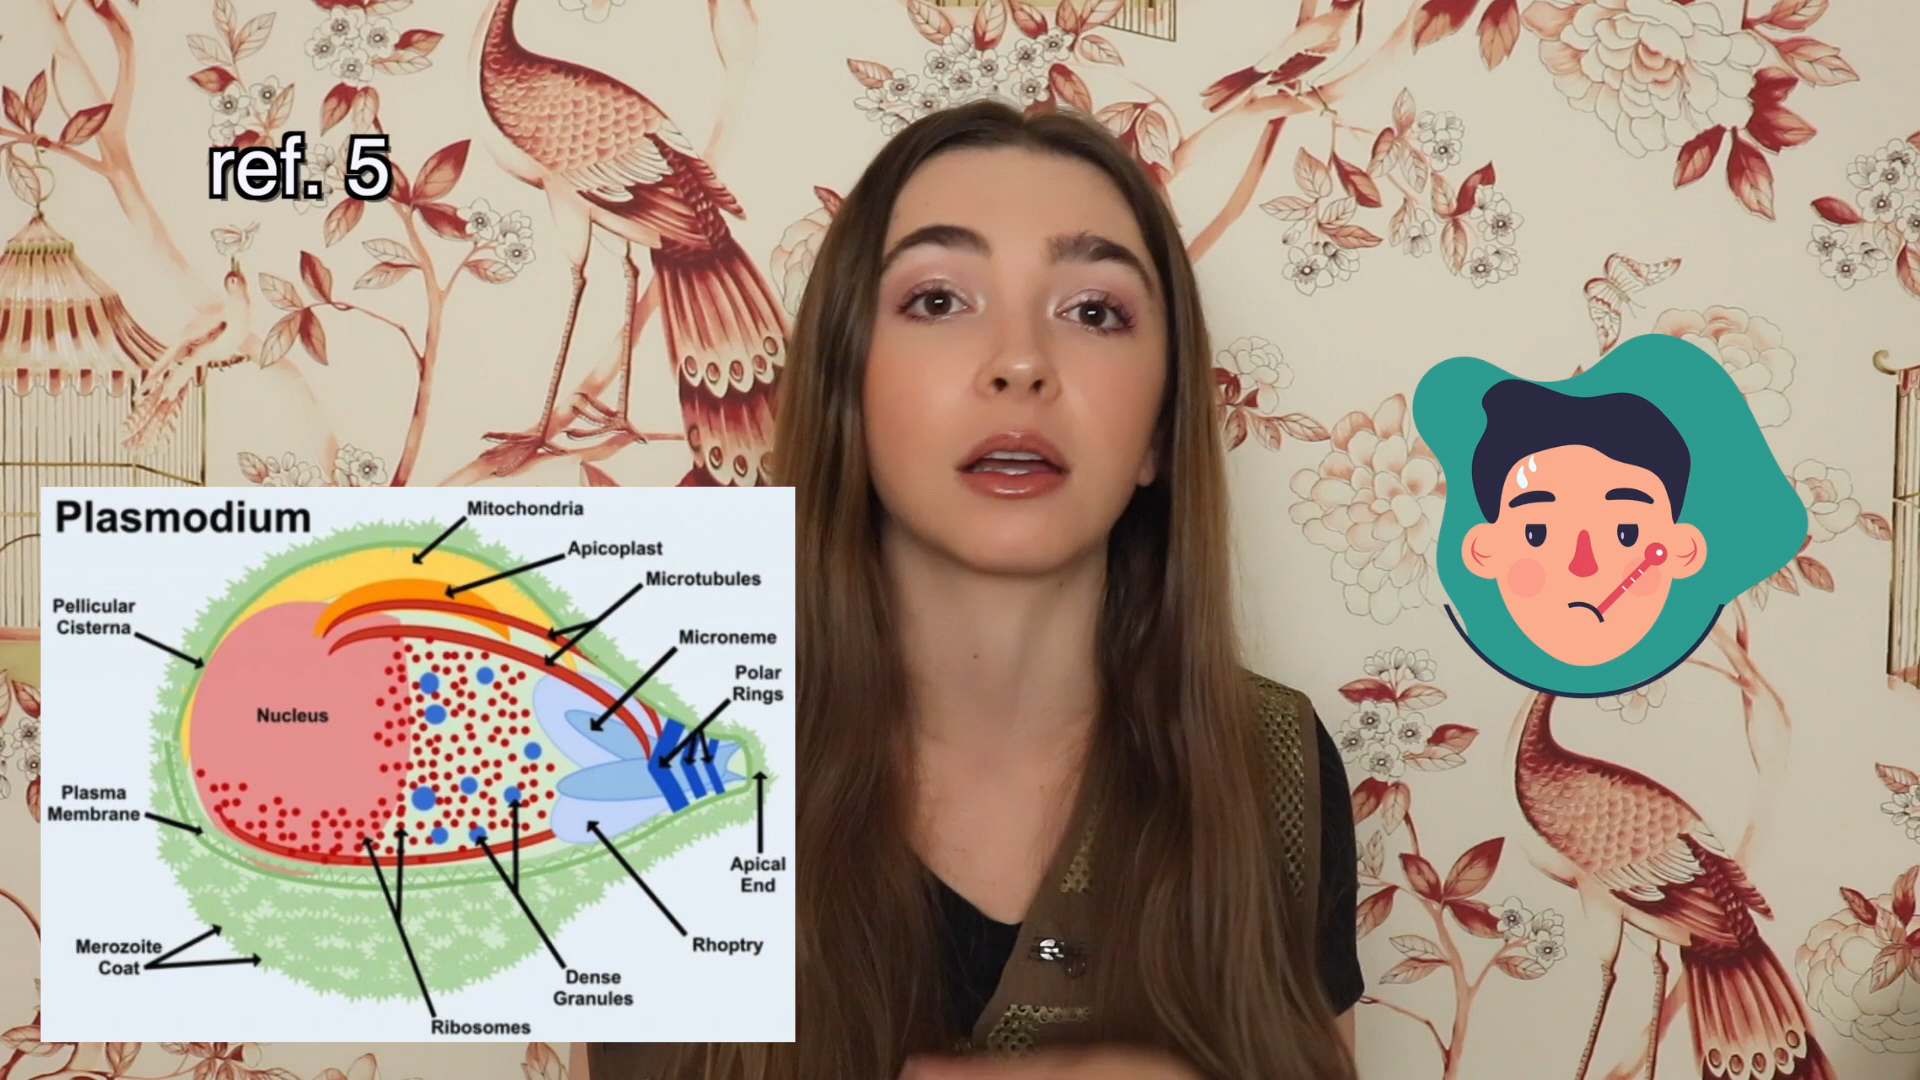 ref. 5
Plasmodium
Mitochondria
Apicoplast
Microtubules
Pellicular
Cisterna
Microneme
Polar
Rings
Nucleus
Plasma
Membrane
Apical
End
Merozoite
Coat
Rhoptry
Dense
Granules
Ribosomes